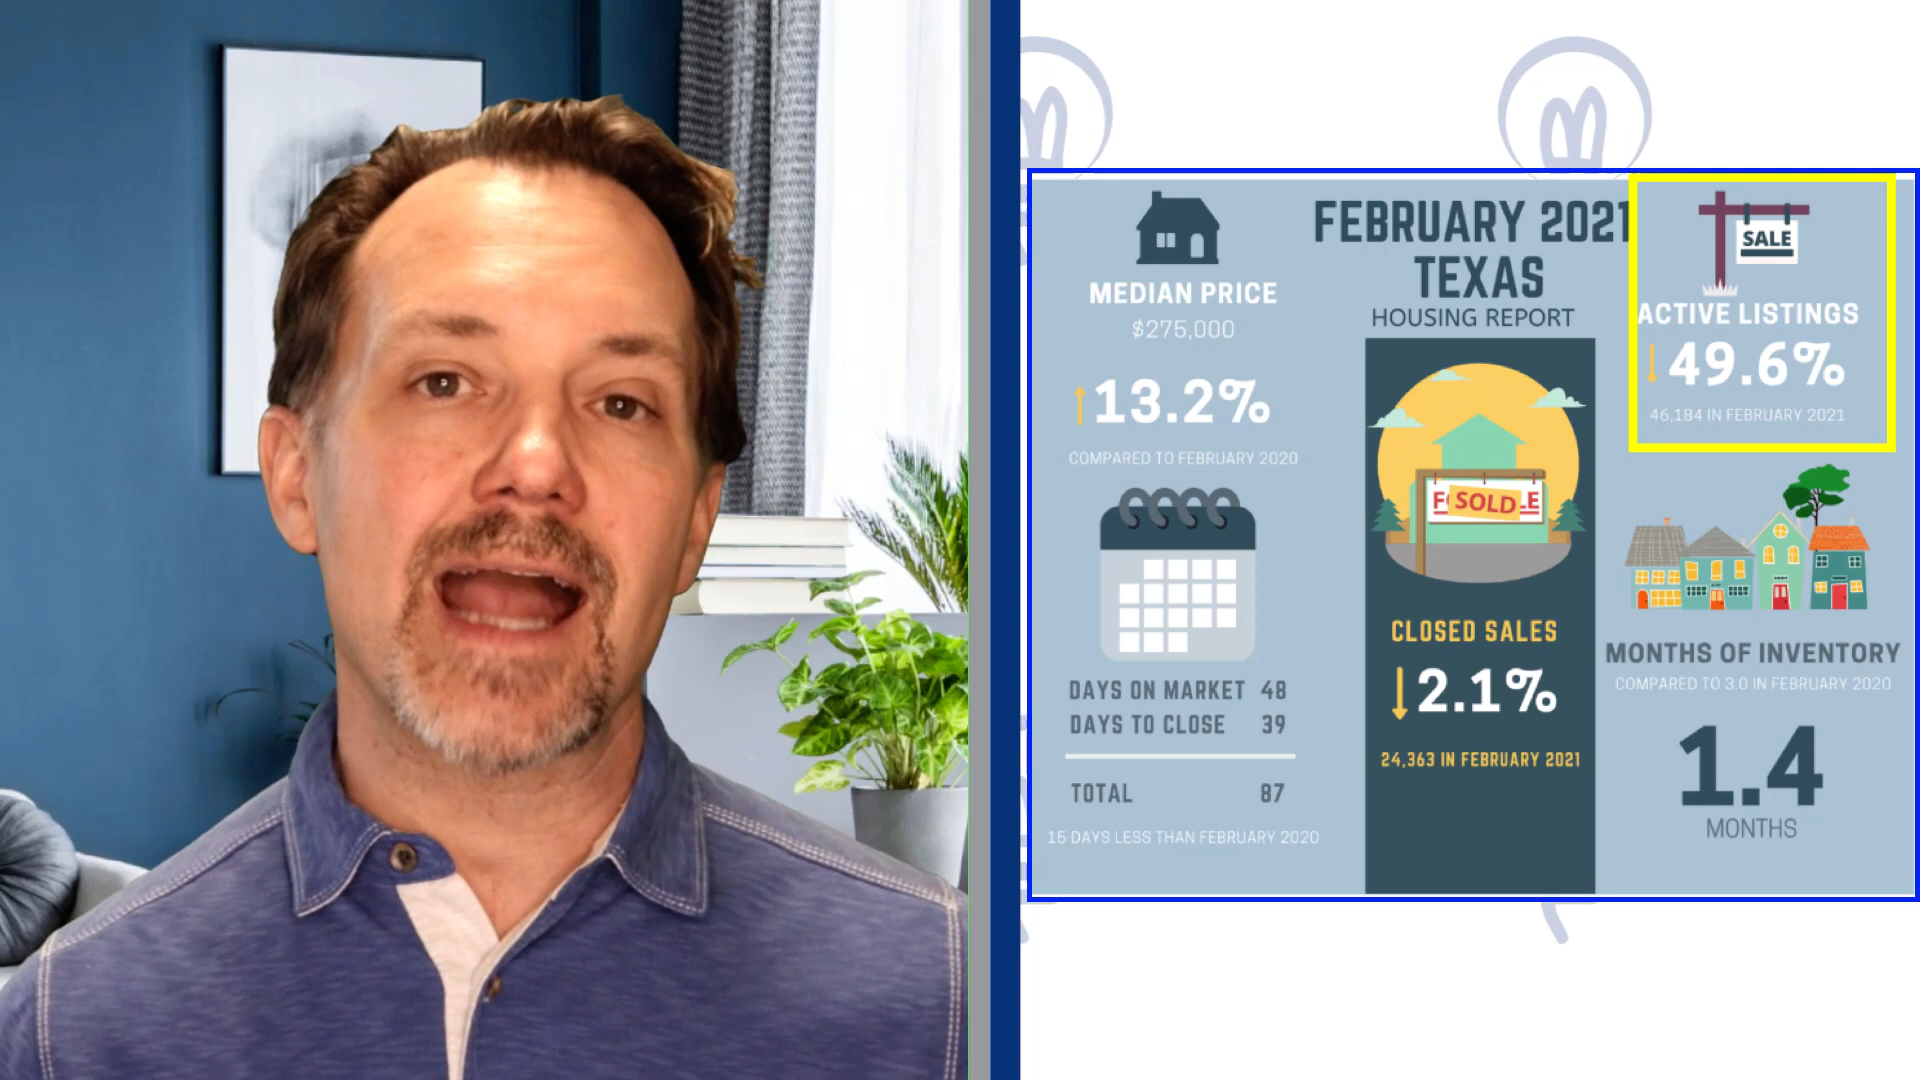 MEDIAN PRICE
$275,000
13.2%
COMPARED TO FEBRUARY 2020
DAYS ON MARKET 48
DAYS TO CLOSE 39
TOTAL 87
15 DAYS LESS THAN FEBRUARY 2020
FEBRUARY 2021
TEXAS
HOUSING REPORT
SOLD
CLOSED SALES
2.1%
24,363 IN FEBRUARY 2021
SALE
ACTIVE LISTINGS
49.6%
46,184 IN FEBRUARY 2021
MONTHS OF INVENTORY
COMPARED TO 3.0 IN FEBRUARY 2020
1.4
MONTHS